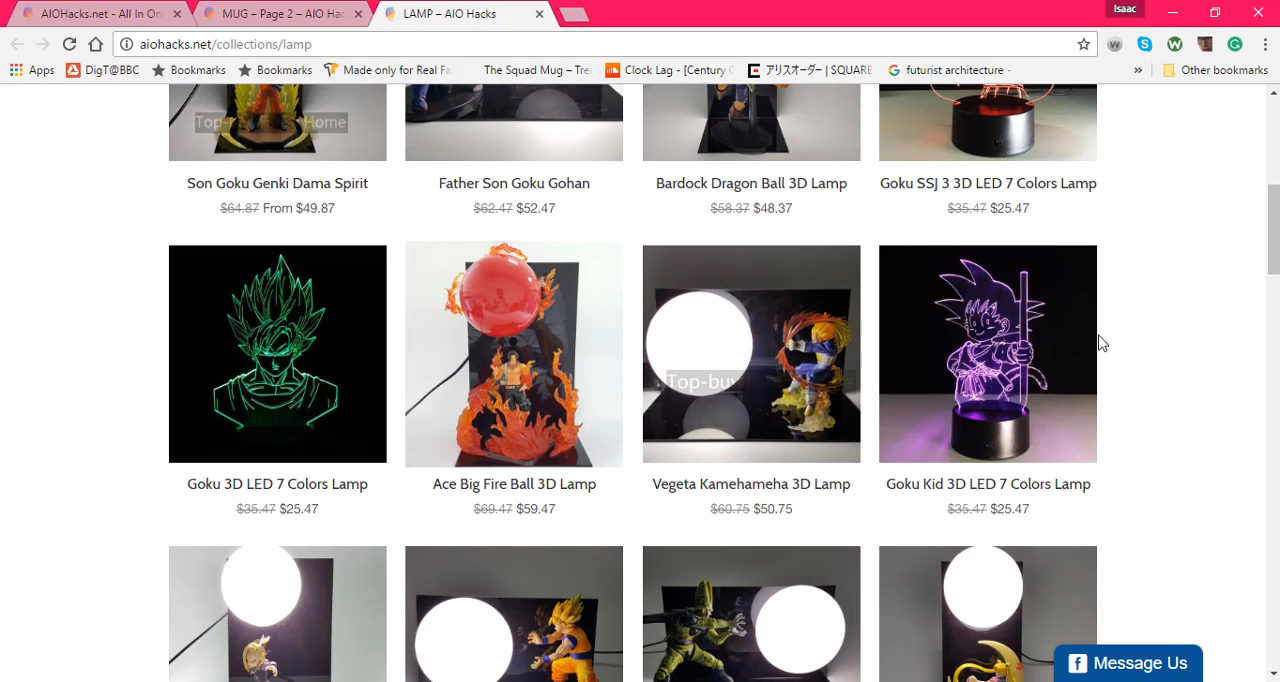 Isaac
AIOHacks.net - All In On
MUG – Page 2 – AIO Hac
LAMP – AIO Hacks
aiohacks.net/collections/lamp
Apps
DigT@BBC
Bookmarks
Bookmarks
Made only for Real Fa
The Squad Mug – Tre
Clock Lag - [Century C
アリスオーダー | SQUARE
futurist architecture -
»
Other bookmarks
Top-
Home
Son Goku Genki Dama Spirit
Father Son Goku Gohan
Bardock Dragon Ball 3D Lamp
Goku SSJ 3 3D LED 7 Colors Lamp
$64.87 From $49.87
$62.47 $52.47
$58.37 $48.37
$35.47 $25.47
Top-buy
Goku 3D LED 7 Colors Lamp
Ace Big Fire Ball 3D Lamp
Vegeta Kamehameha 3D Lamp
Goku Kid 3D LED 7 Colors Lamp
$35.47 $25.47
$69.47 $59.47
$60.75 $50.75
$35.47 $25.47
Message Us